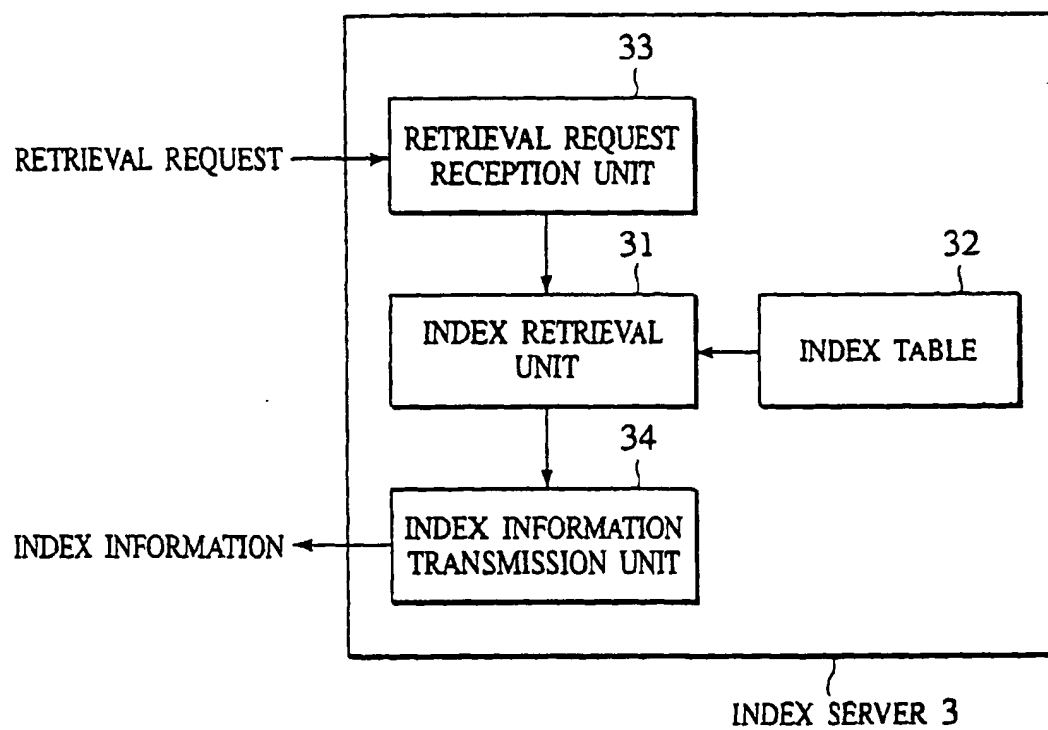 33
RETRIEVAL REQUEST
RETRIEVAL REQUEST
RECEPTION UNIT
31
32
INDEX RETRIEVAL
UNIT
INDEX TABLE
34
INDEX INFORMATION
INDEX INFORMATION
TRANSMISSION UNIT
INDEX SERVER 3